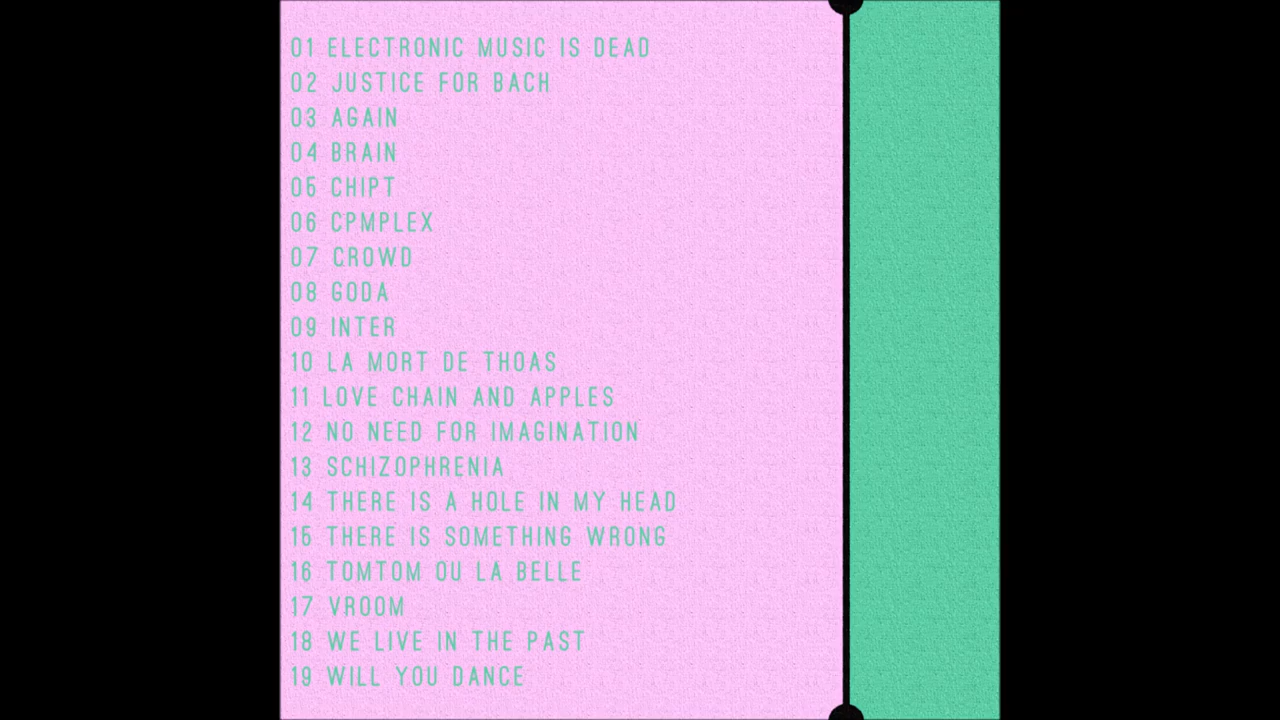 01 ELECTRONIC MUSIC IS DEAD
02 JUSTICE FOR BACH
03 AGAIN
04 BRAIN
05 CHIPT
06 CPMPLEX
07 CROWD
08 GODA
09 INTER
10 LA MORT DE THOAS
11 LOVE CHAIN AND APPLES
12 NO NEED FOR IMAGINATION
13 SCHIZOPHRENIA
14 THERE IS A HOLE IN MY HEAD
15 THERE IS SOMETHING WRONG
16 TOMTOM OU LA BELLE
17 VROOM
18 WE LIVE IN THE PAST
19 WILL YOU DANCE